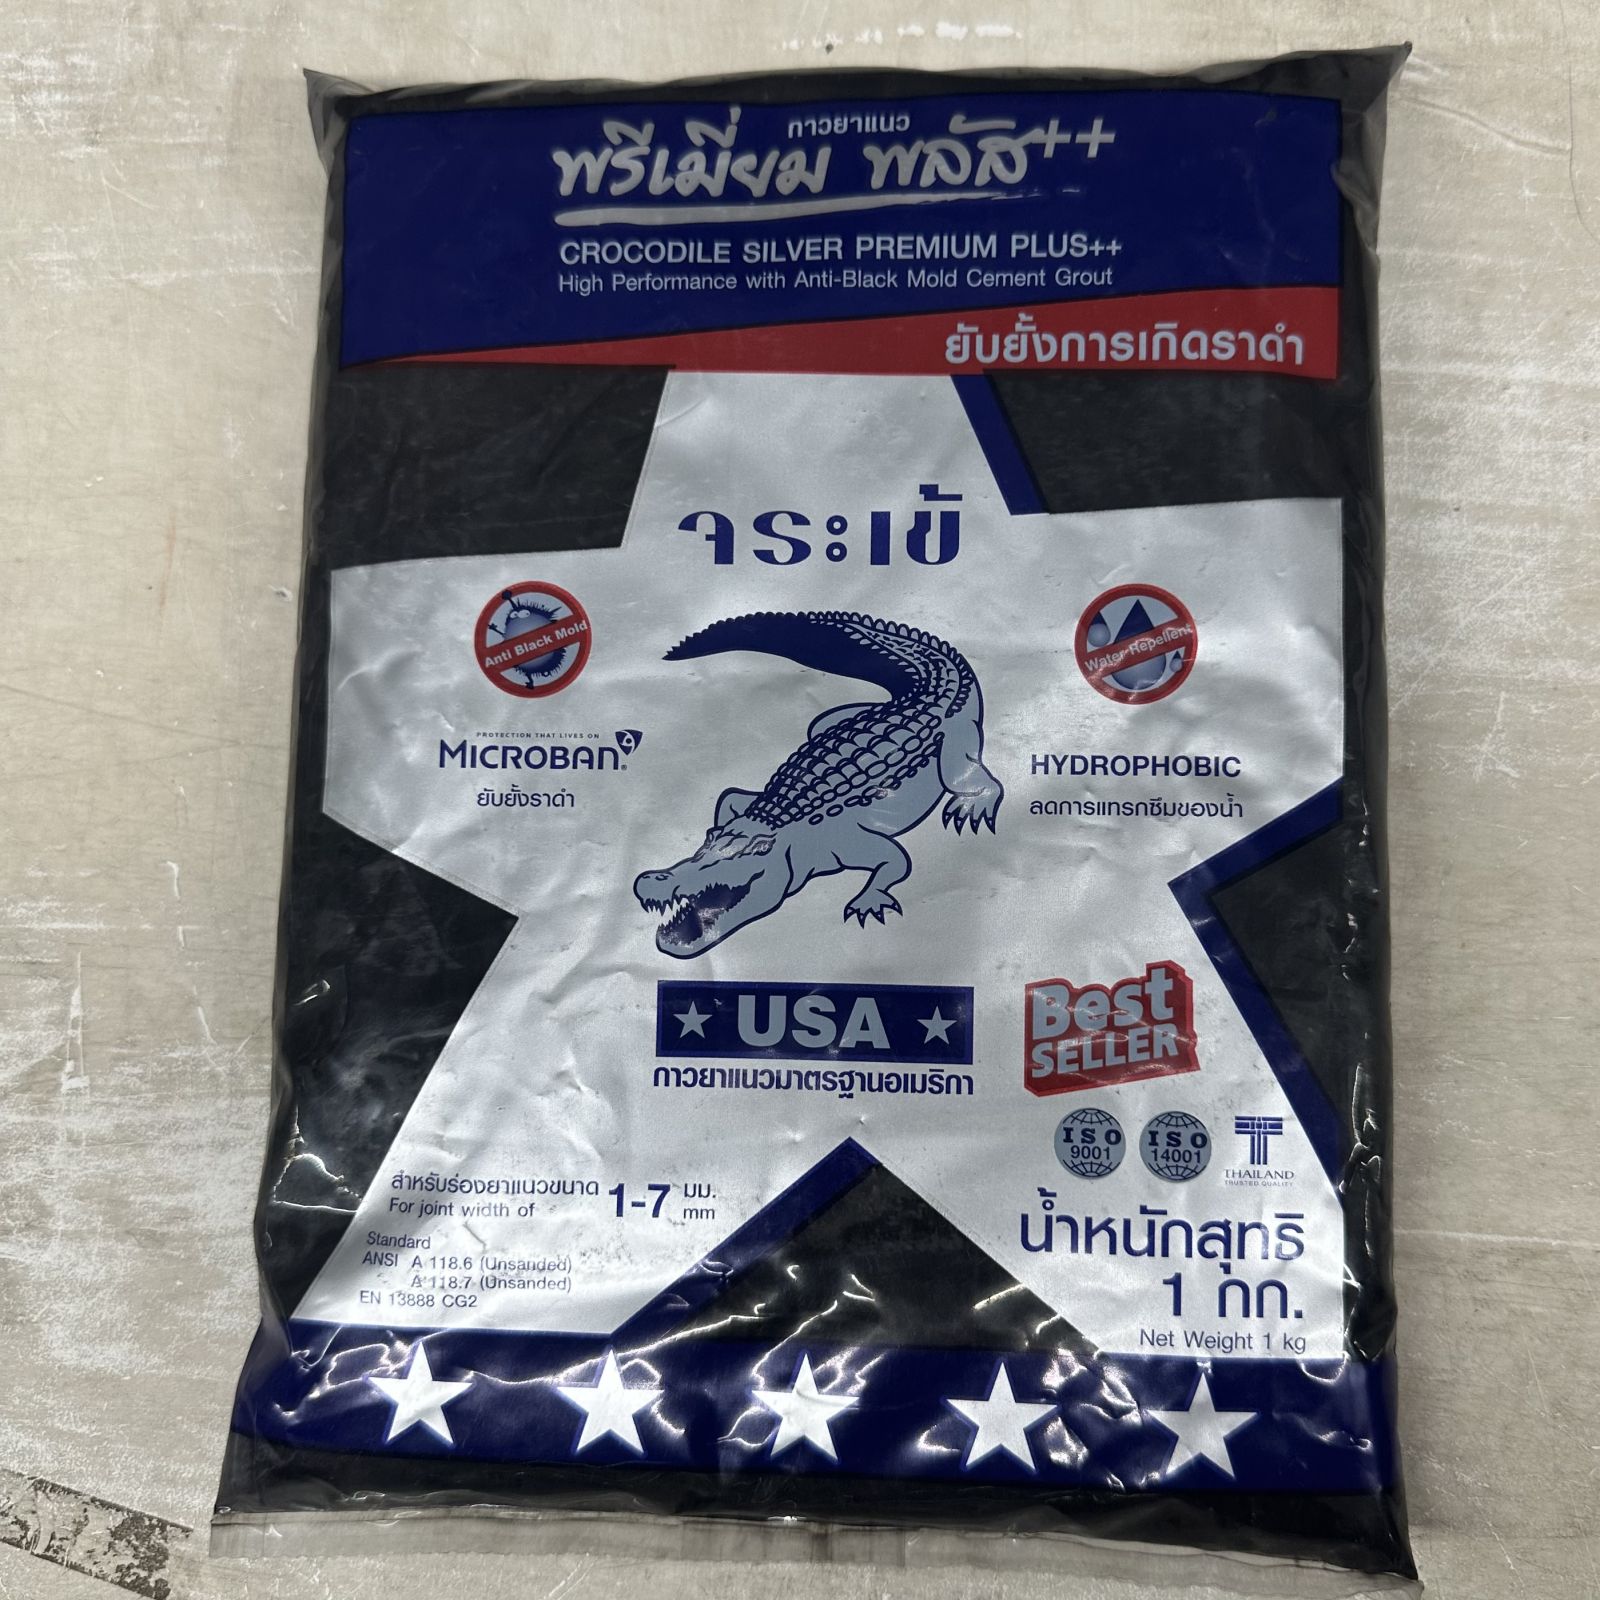 กาวยาแนว
พรีเมี่ยม พลัส++
CROCODILE SILVER PREMIUM PLUS++
High Performance with Anti-Black Mold Cement Grout
ยับยั้งการเกิดราดำ
จระเข้
Anti Black Mold
Water Repellent
PROTECTION THAT LIVES ON
MICROBAN®
ยับยั้งราดำ
HYDROPHOBIC
ลดการแทรกซึมของน้ำ
USA
กาวยาแนวมาตรฐานอเมริกา
Best
SELLER
ISO
9001
ISO
14001
THAILAND
TRUSTED QUALITY
สำหรับร่องยาแนวขนาด 1-7 มม.
For joint width of mm
Standard
ANSI A 118.6 (Unsanded)
A 118.7 (Unsanded)
EN 13888 CG2
น้ำหนักสุทธิ
1 กก.
Net Weight 1 kg